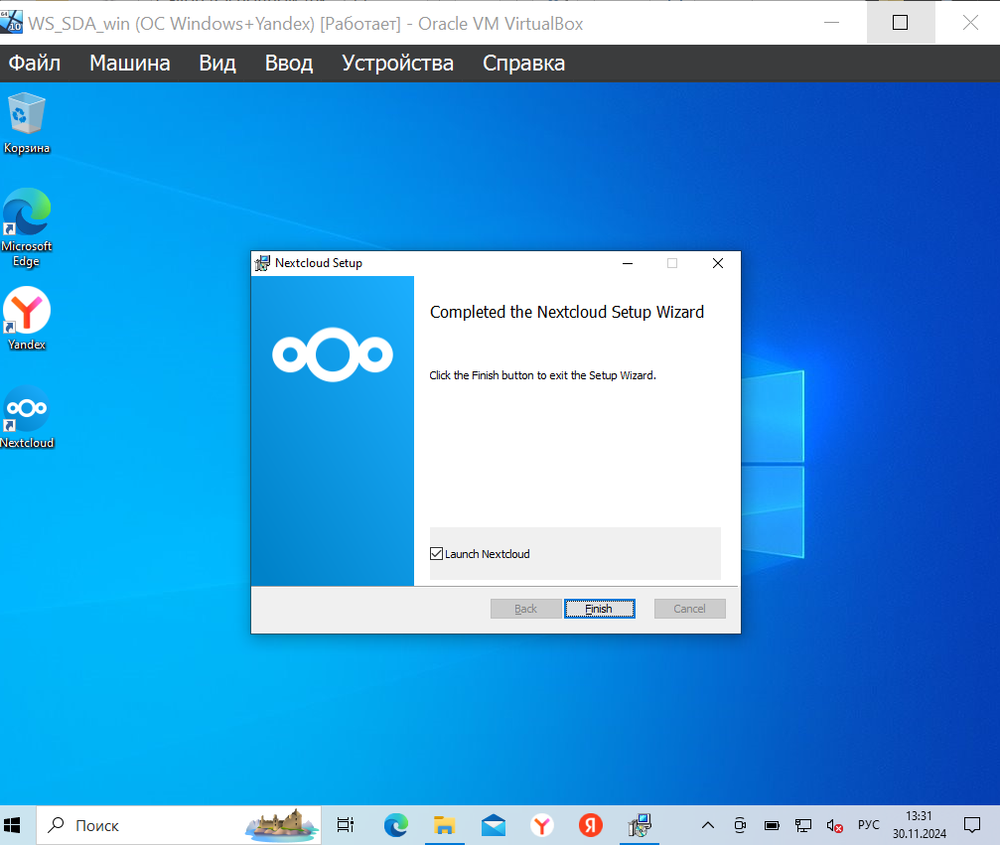 WS_SDA_win (ОС Windows+Yandex) [Работает] - Oracle VM VirtualBox
Файл Машина Вид Ввод Устройства Справка
Корзина
Microsoft
Edge
Yandex
Nextcloud
Nextcloud Setup
Completed the Nextcloud Setup Wizard
Click the Finish button to exit the Setup Wizard.
Launch Nextcloud
Back Finish Cancel
Поиск
РУС
13:31
30.11.2024